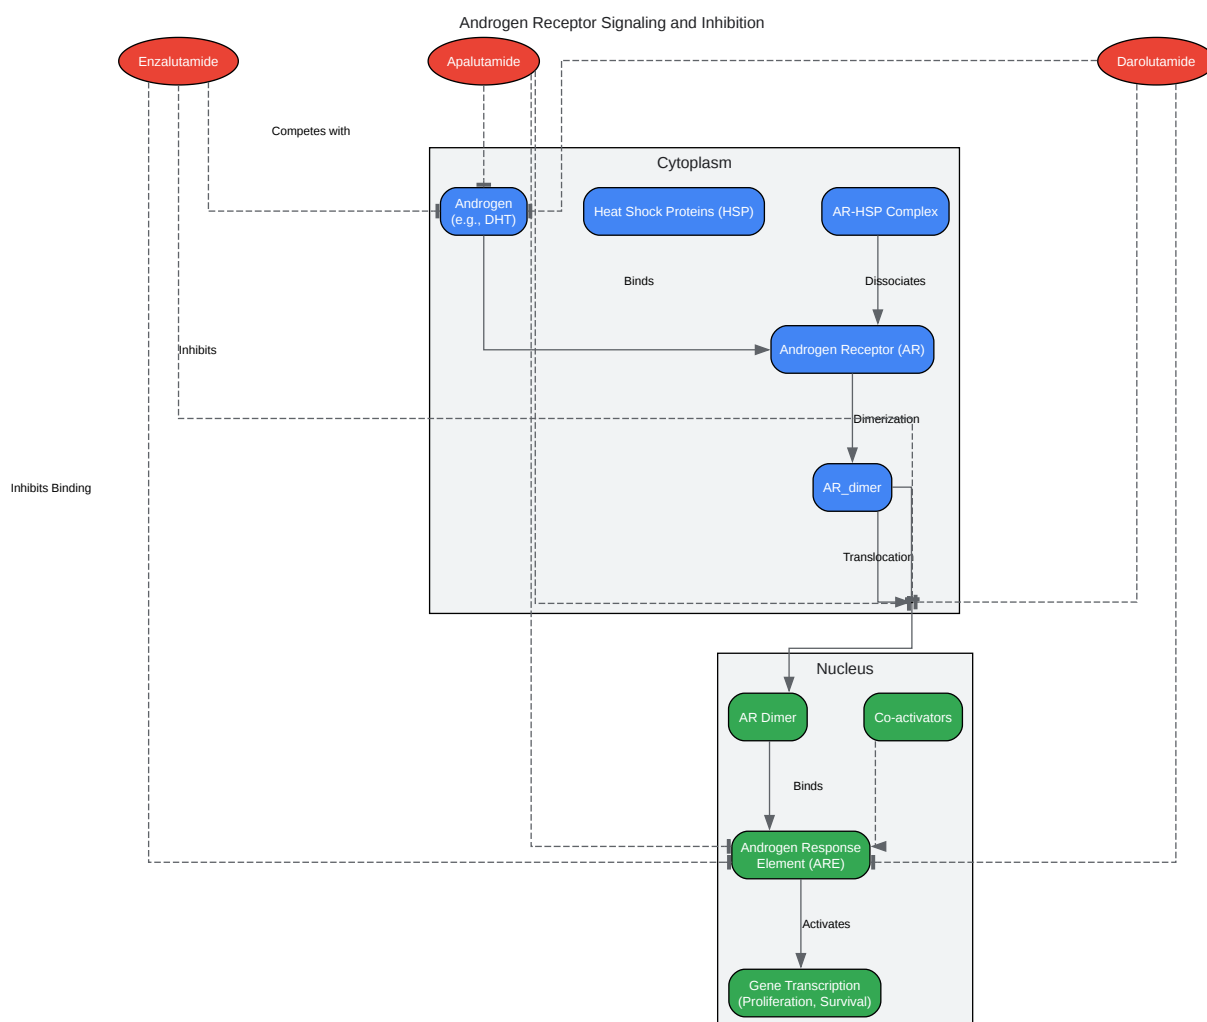 Androgen Receptor Signaling and Inhibition
Enzalutamide
Apalutamide
Darolutamide
Competes with
Cytoplasm
Androgen
(e.g., DHT)
Heat Shock Proteins (HSP)
AR-HSP Complex
Binds
Dissociates
Inhibits
Androgen Receptor (AR)
Dimerization
Inhibits Binding
AR_dimer
Translocation
Nucleus
AR Dimer
Co-activators
Binds
Androgen Response
Element (ARE)
Activates
Gene Transcription
(Proliferation, Survival)